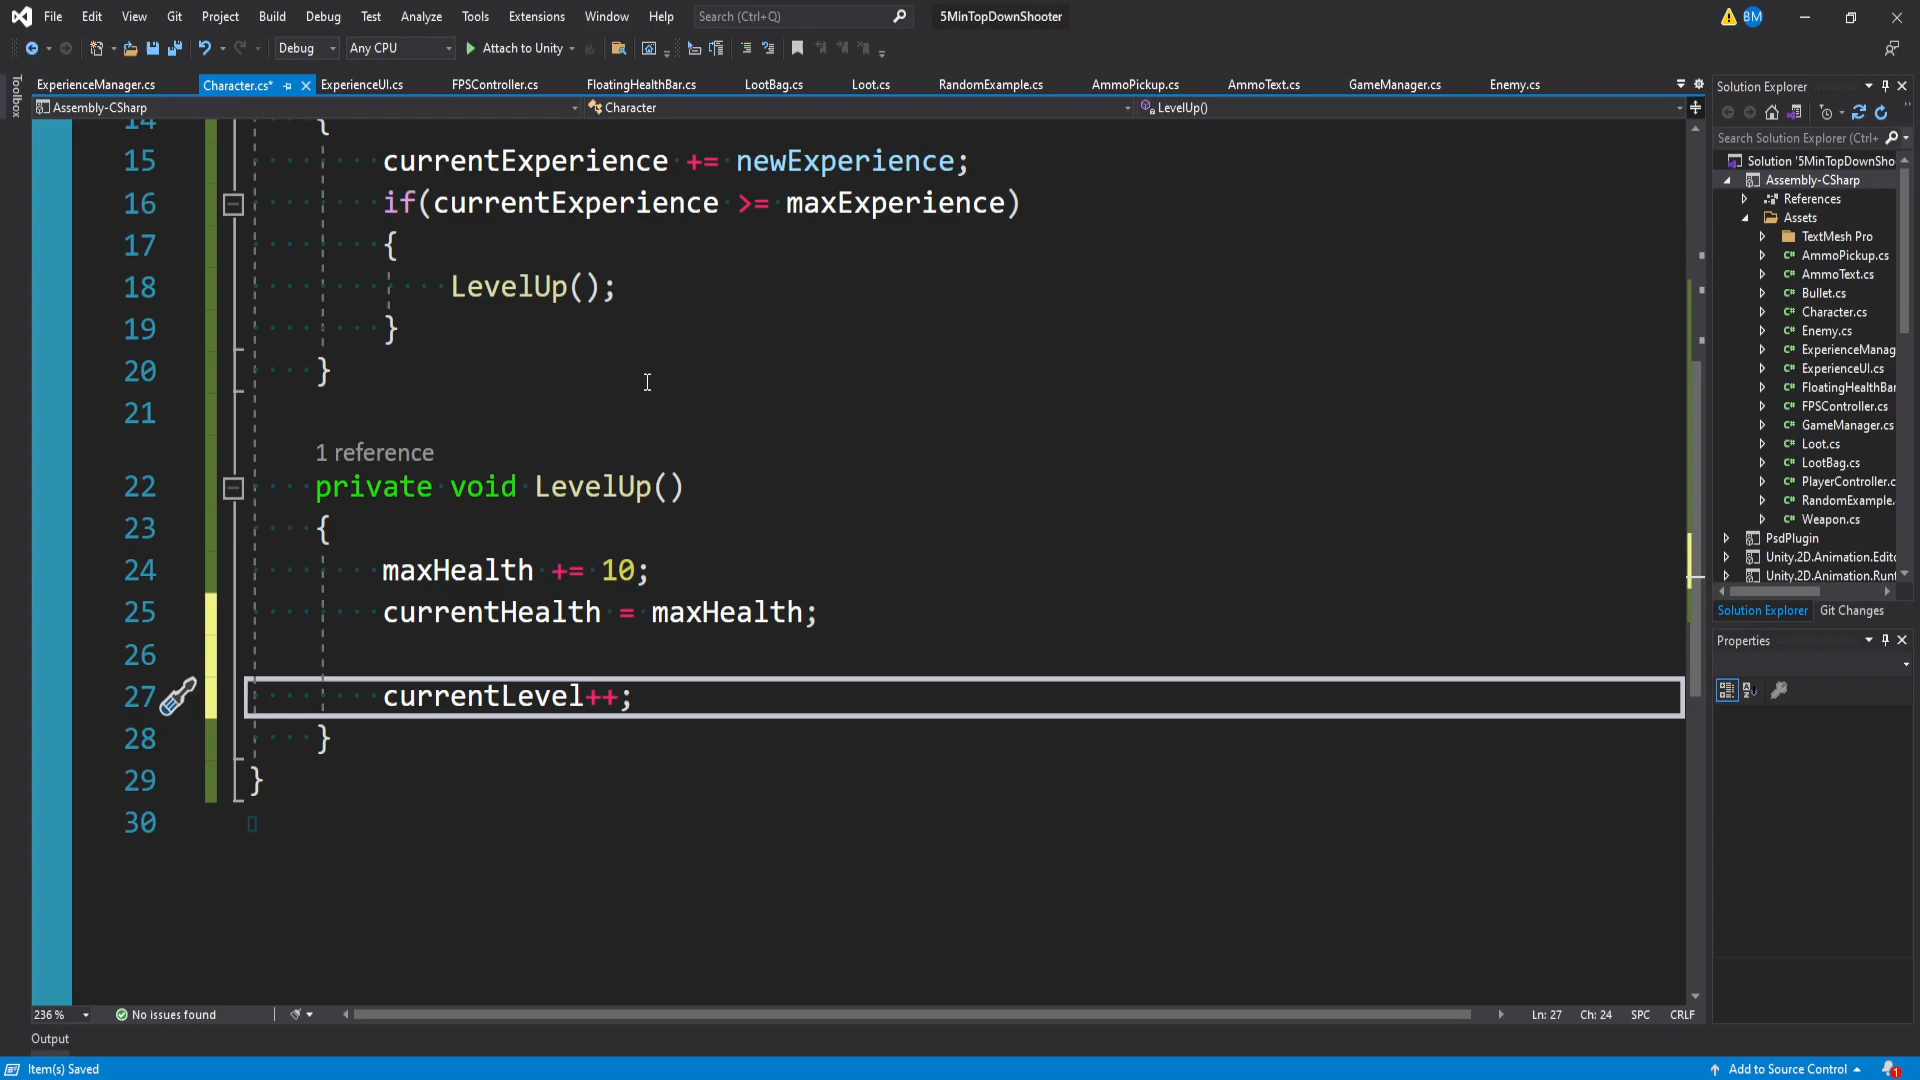 File Edit View Git Project Build Debug Test Analyze Tools Extensions Window Help Search (Ctrl+Q) 5MinTopDownShooter BM
Debug Any CPU Attach to Unity
ExperienceManager.cs Character.cs* ExperienceUI.cs FPSController.cs FloatingHealthBar.cs LootBag.cs Loot.cs RandomExample.cs AmmoPickup.cs AmmoText.cs GameManager.cs Enemy.cs
Toolbox
Assembly-CSharp Character LevelUp()
14 {
15 currentExperience += newExperience;
16 if(currentExperience >= maxExperience)
17 {
18 LevelUp();
19 }
20 }
21
1 reference
22 private void LevelUp()
23 {
24 maxHealth += 10;
25 currentHealth = maxHealth;
26
27 currentLevel++;
28 }
29 }
30
236 % No issues found Ln: 27 Ch: 24 SPC CRLF
Output
Item(s) Saved Add to Source Control 1
Solution Explorer
Search Solution Explorer (Ctrl+
Solution '5MinTopDownSho
Assembly-CSharp
References
Assets
TextMesh Pro
C# AmmoPickup.cs
C# AmmoText.cs
C# Bullet.cs
C# Character.cs
C# Enemy.cs
C# ExperienceManag
C# ExperienceUI.cs
C# FloatingHealthBar
C# FPSController.cs
C# GameManager.cs
C# Loot.cs
C# LootBag.cs
C# PlayerController.c
C# RandomExample.
C# Weapon.cs
PsdPlugin
Unity.2D.Animation.Edito
Unity.2D.Animation.Runt
Solution Explorer Git Changes
Properties